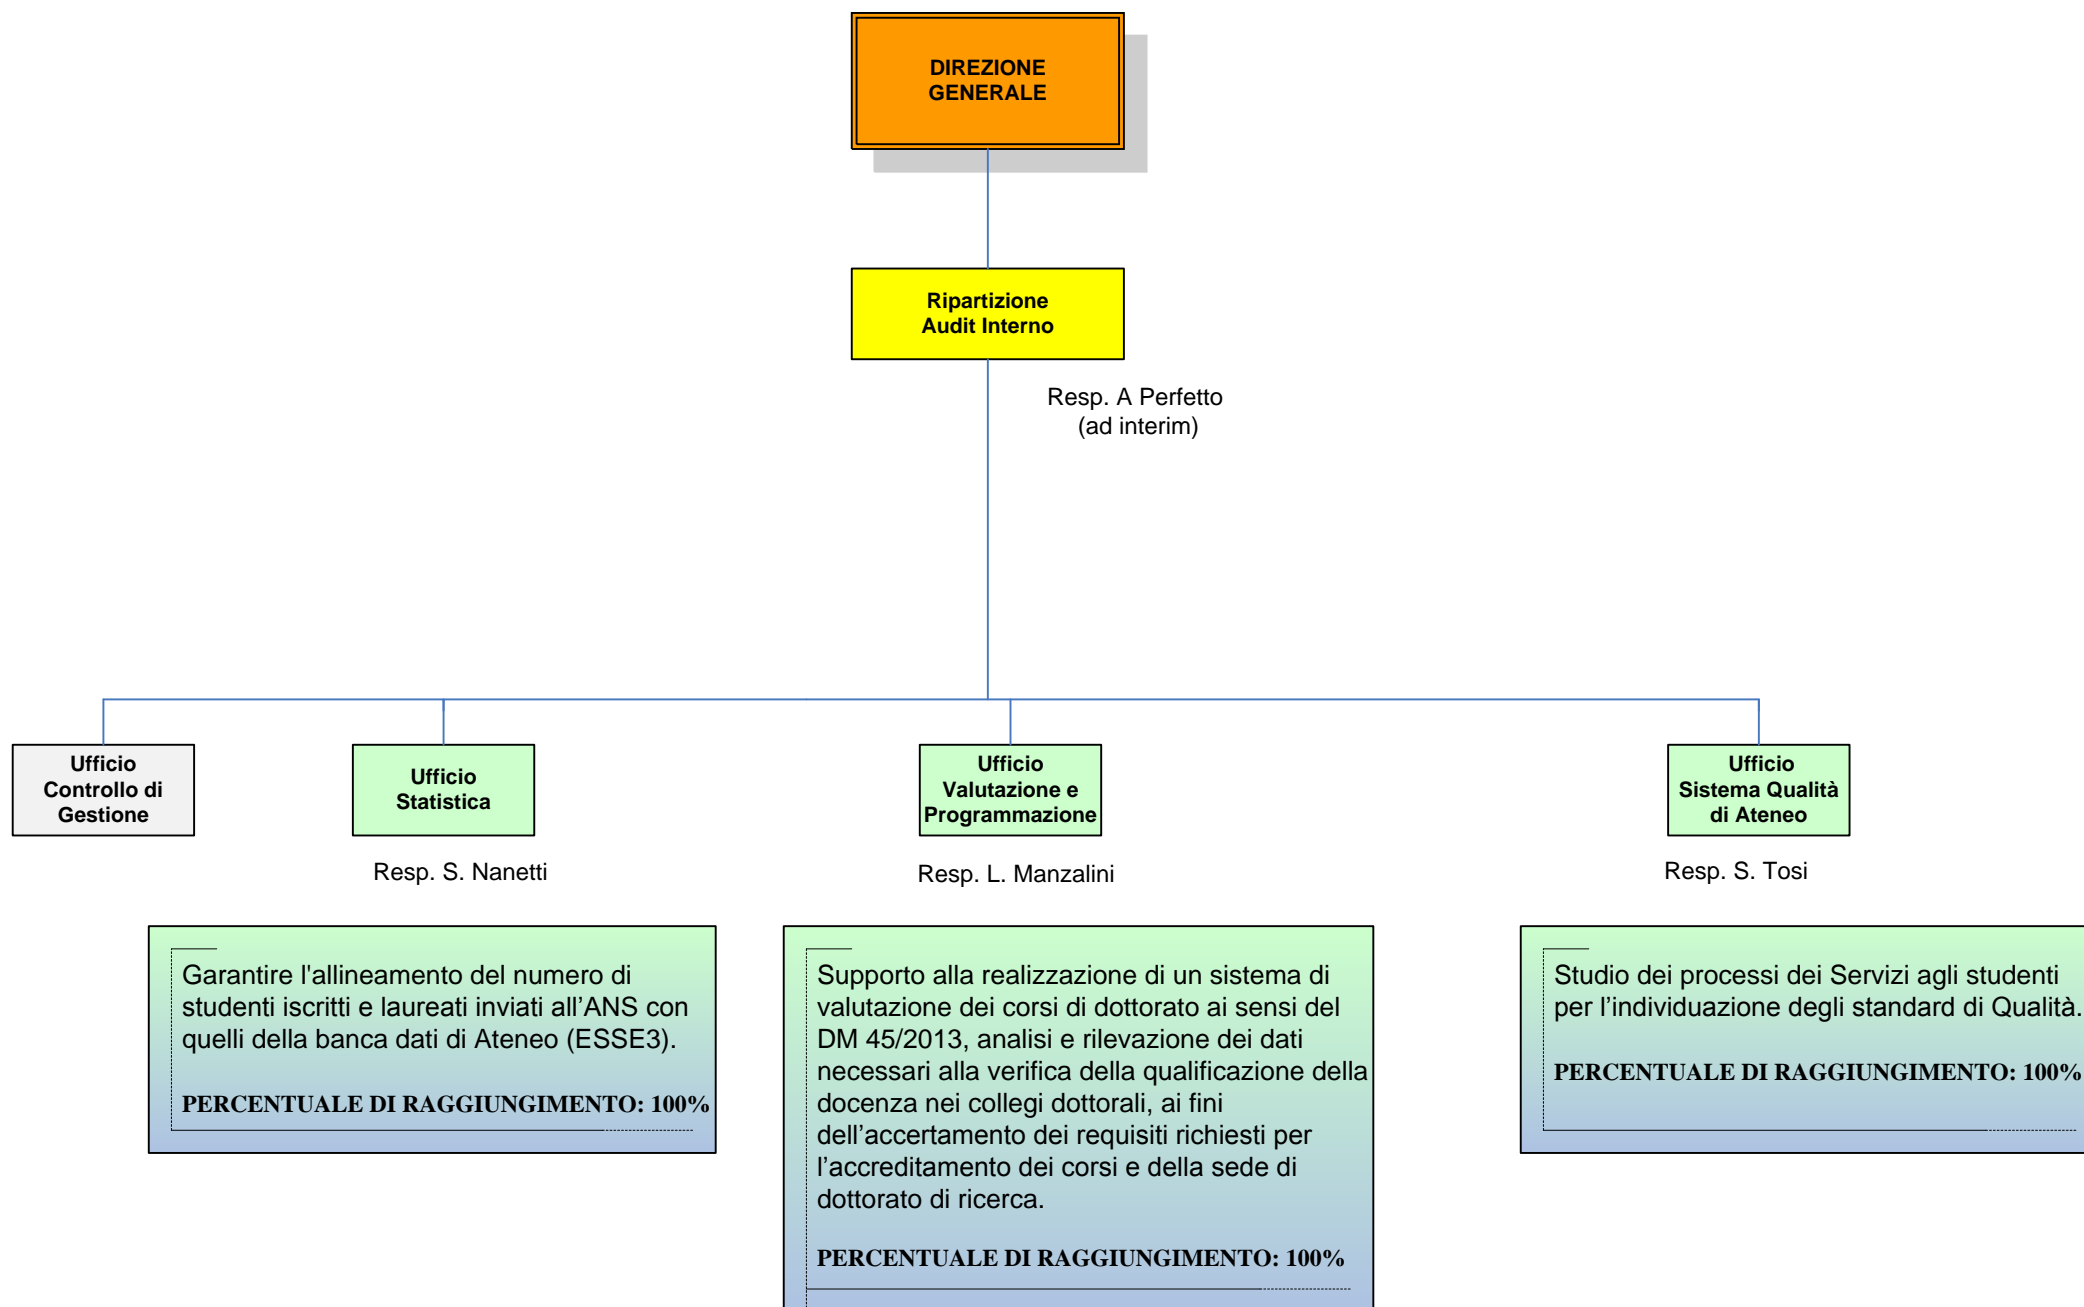 DIREZIONE
GENERALE
Ripartizione
Audit Interno
Resp. A Perfetto
(ad interim)
Ufficio
Controllo di
Gestione
Ufficio
Statistica
Ufficio
Valutazione e
Programmazione
Ufficio
Sistema Qualità
di Ateneo
Resp. S. Nanetti
Resp. L. Manzalini
Resp. S. Tosi
Garantire l'allineamento del numero di
studenti iscritti e laureati inviati all’ANS con
quelli della banca dati di Ateneo (ESSE3).
PERCENTUALE DI RAGGIUNGIMENTO: 100%
Supporto alla realizzazione di un sistema di
valutazione dei corsi di dottorato ai sensi del
DM 45/2013, analisi e rilevazione dei dati
necessari alla verifica della qualificazione della
docenza nei collegi dottorali, ai fini
dell’accertamento dei requisiti richiesti per
l’accreditamento dei corsi e della sede di
dottorato di ricerca.
PERCENTUALE DI RAGGIUNGIMENTO: 100%
Studio dei processi dei Servizi agli studenti
per l’individuazione degli standard di Qualità.
PERCENTUALE DI RAGGIUNGIMENTO: 100%